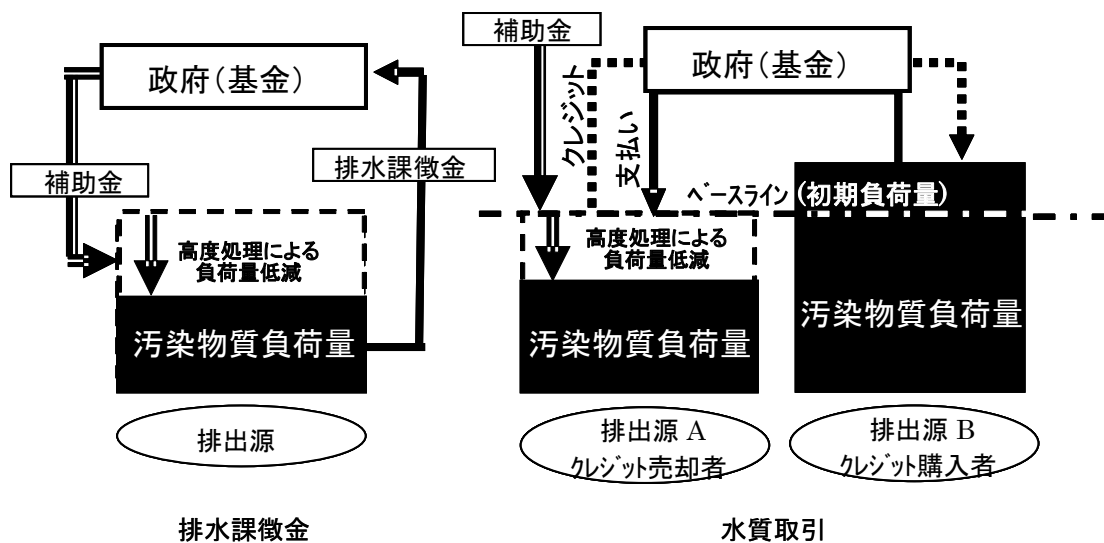 政府(基金)
補助金
排水課徴金
高度処理による
負荷量低減
汚染物質負荷量
排出源
排水課徴金
補助金
政府(基金)
クレジット
支払い
ベースライン (初期負荷量)
高度処理による
負荷量低減
汚染物質負荷量
汚染物質負荷量
排出源 A
クレジット売却者
排出源 B
クレジット購入者
水質取引